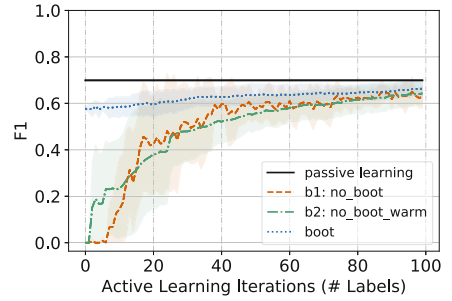 1.0
0.8
0.6
0.4
0.2
0.0
F1
passive learning
b1: no_boot
b2: no_boot_warm
boot
0 20 40 60 80 100
Active Learning Iterations (# Labels)